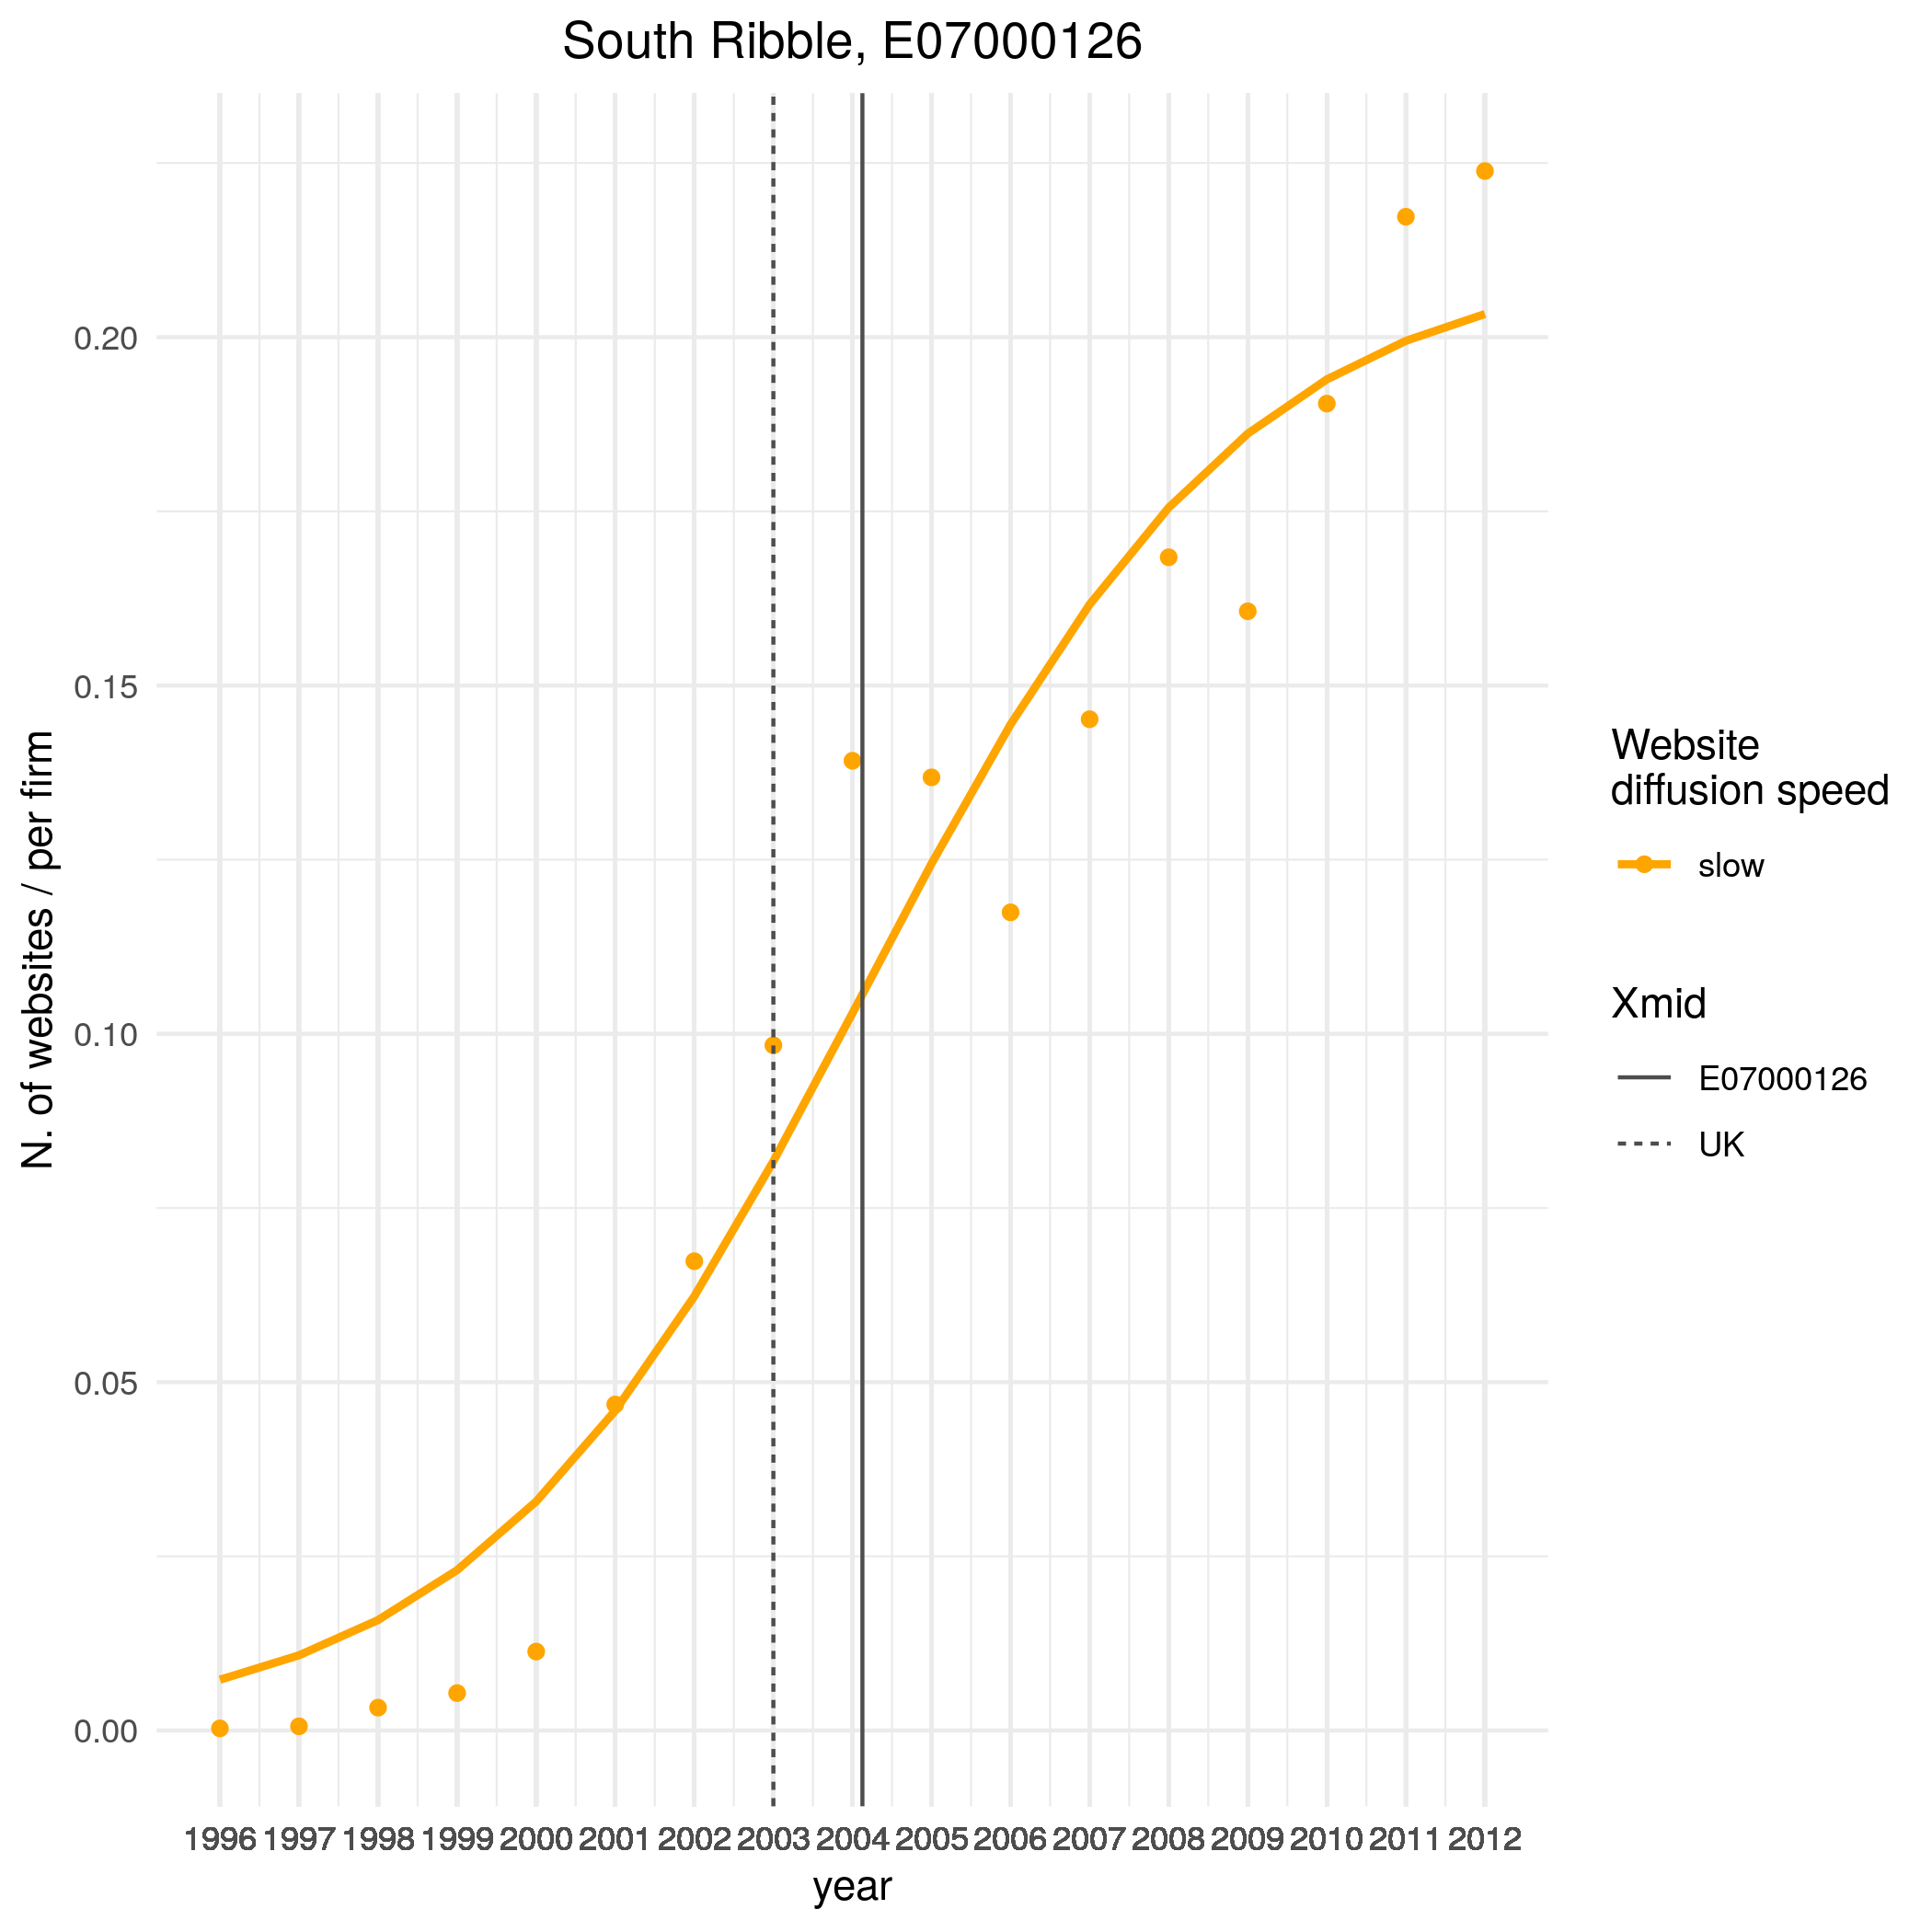 South Ribble, E07000126
N. of websites / per firm
0.20
0.15
0.10
0.05
0.00
1996 1997 1998 1999 2000 2001 2002 2003 2004 2005 2006 2007 2008 2009 2010 2011 2012
year
Website
diffusion speed
slow
Xmid
E07000126
UK